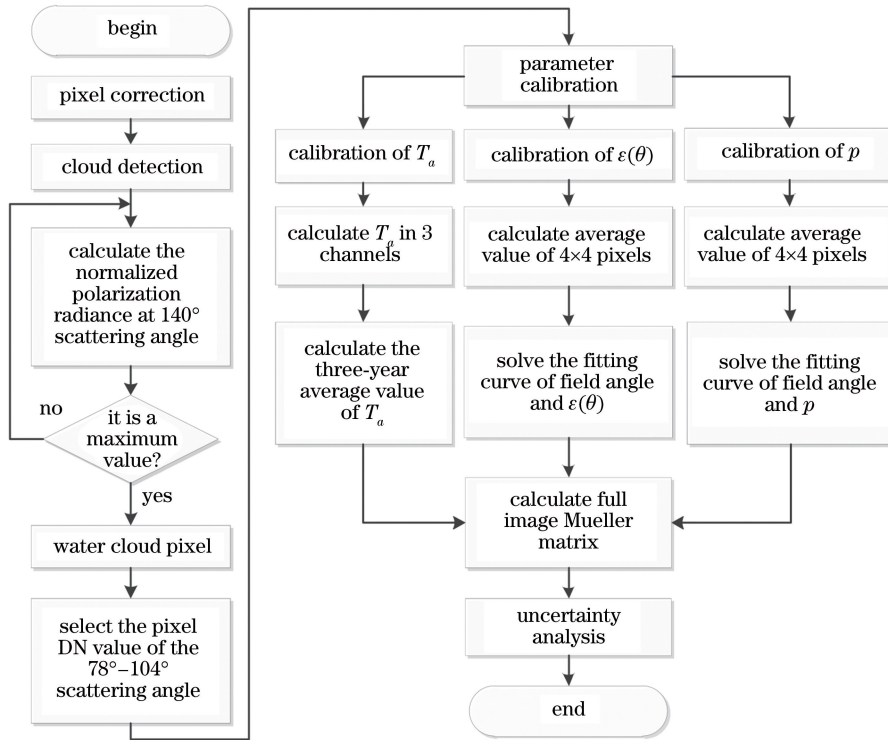 begin
pixel correction
cloud detection
calculate the
normalized
polarization
radiance at 140°
scattering angle
no
it is a
maximum
value?
yes
water cloud pixel
select the pixel
DN value of the
78°–104°
scattering angle
parameter
calibration
calibration of Ta
calculate Ta in 3
channels
calculate the
three-year
average value
of Ta
calibration of ε(θ)
calculate average
value of 4×4 pixels
solve the fitting
curve of field angle
and ε(θ)
calibration of p
calculate average
value of 4×4 pixels
solve the fitting
curve of field angle
and p
calculate full
image Mueller
matrix
uncertainty
analysis
end